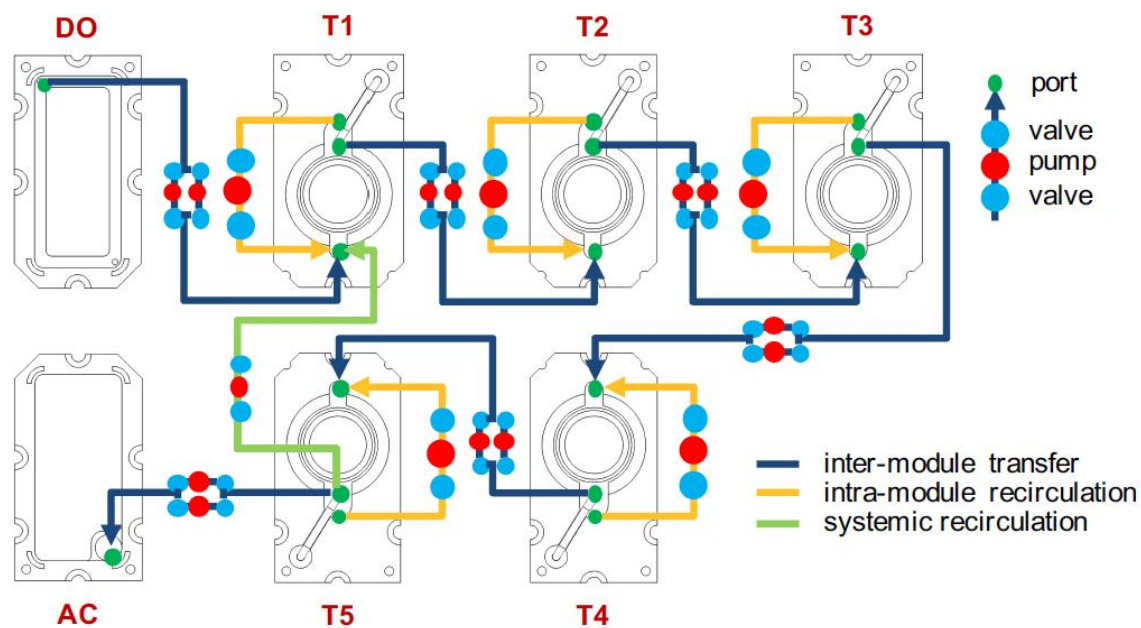 DO
T1
T2
T3
port
valve
pump
valve
inter-module transfer
intra-module recirculation
systemic recirculation
AC
T5
T4